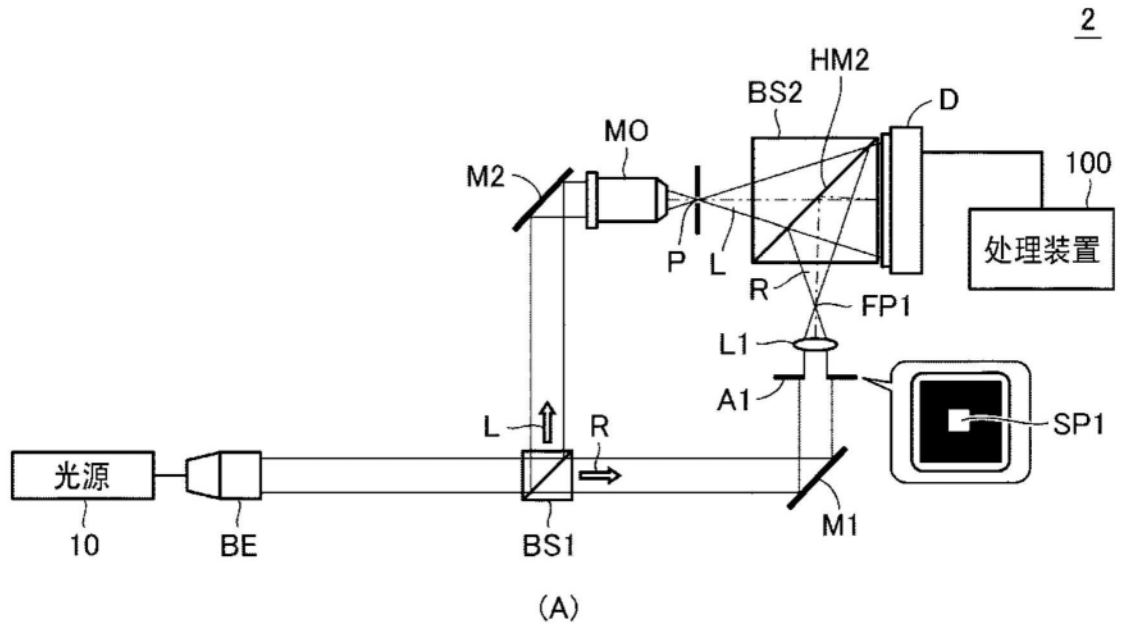 2
HM2
BS2
D
MO
M2
100
处理装置
P
L
R
FP1
L1
A1
SP1
L
R
光源
M1
10
BE
BS1
(A)